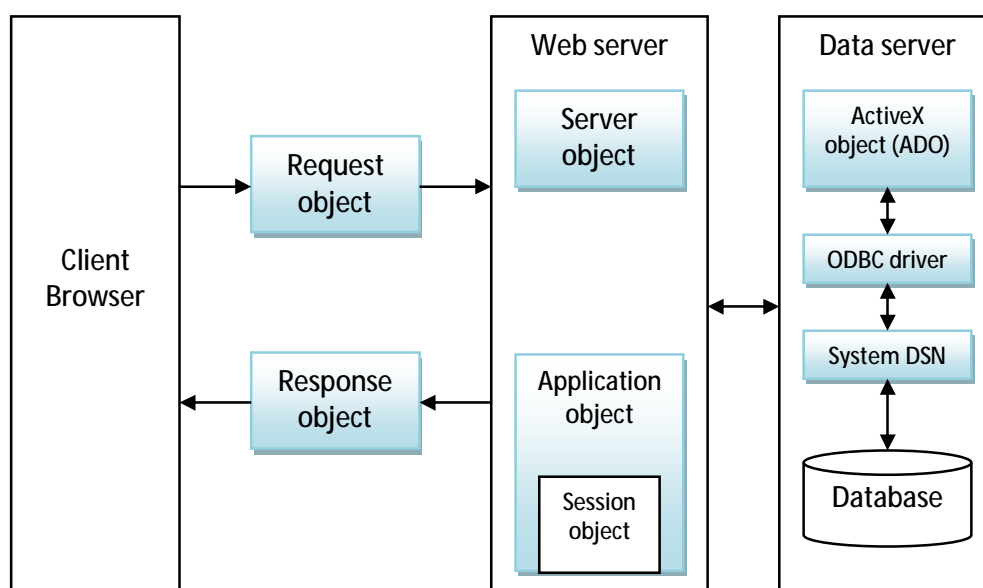 Client
Browser
Request
object
Response
object
Web server
Server
object
Application
object
Session
object
Data server
ActiveX
object (ADO)
ODBC driver
System DSN
Database